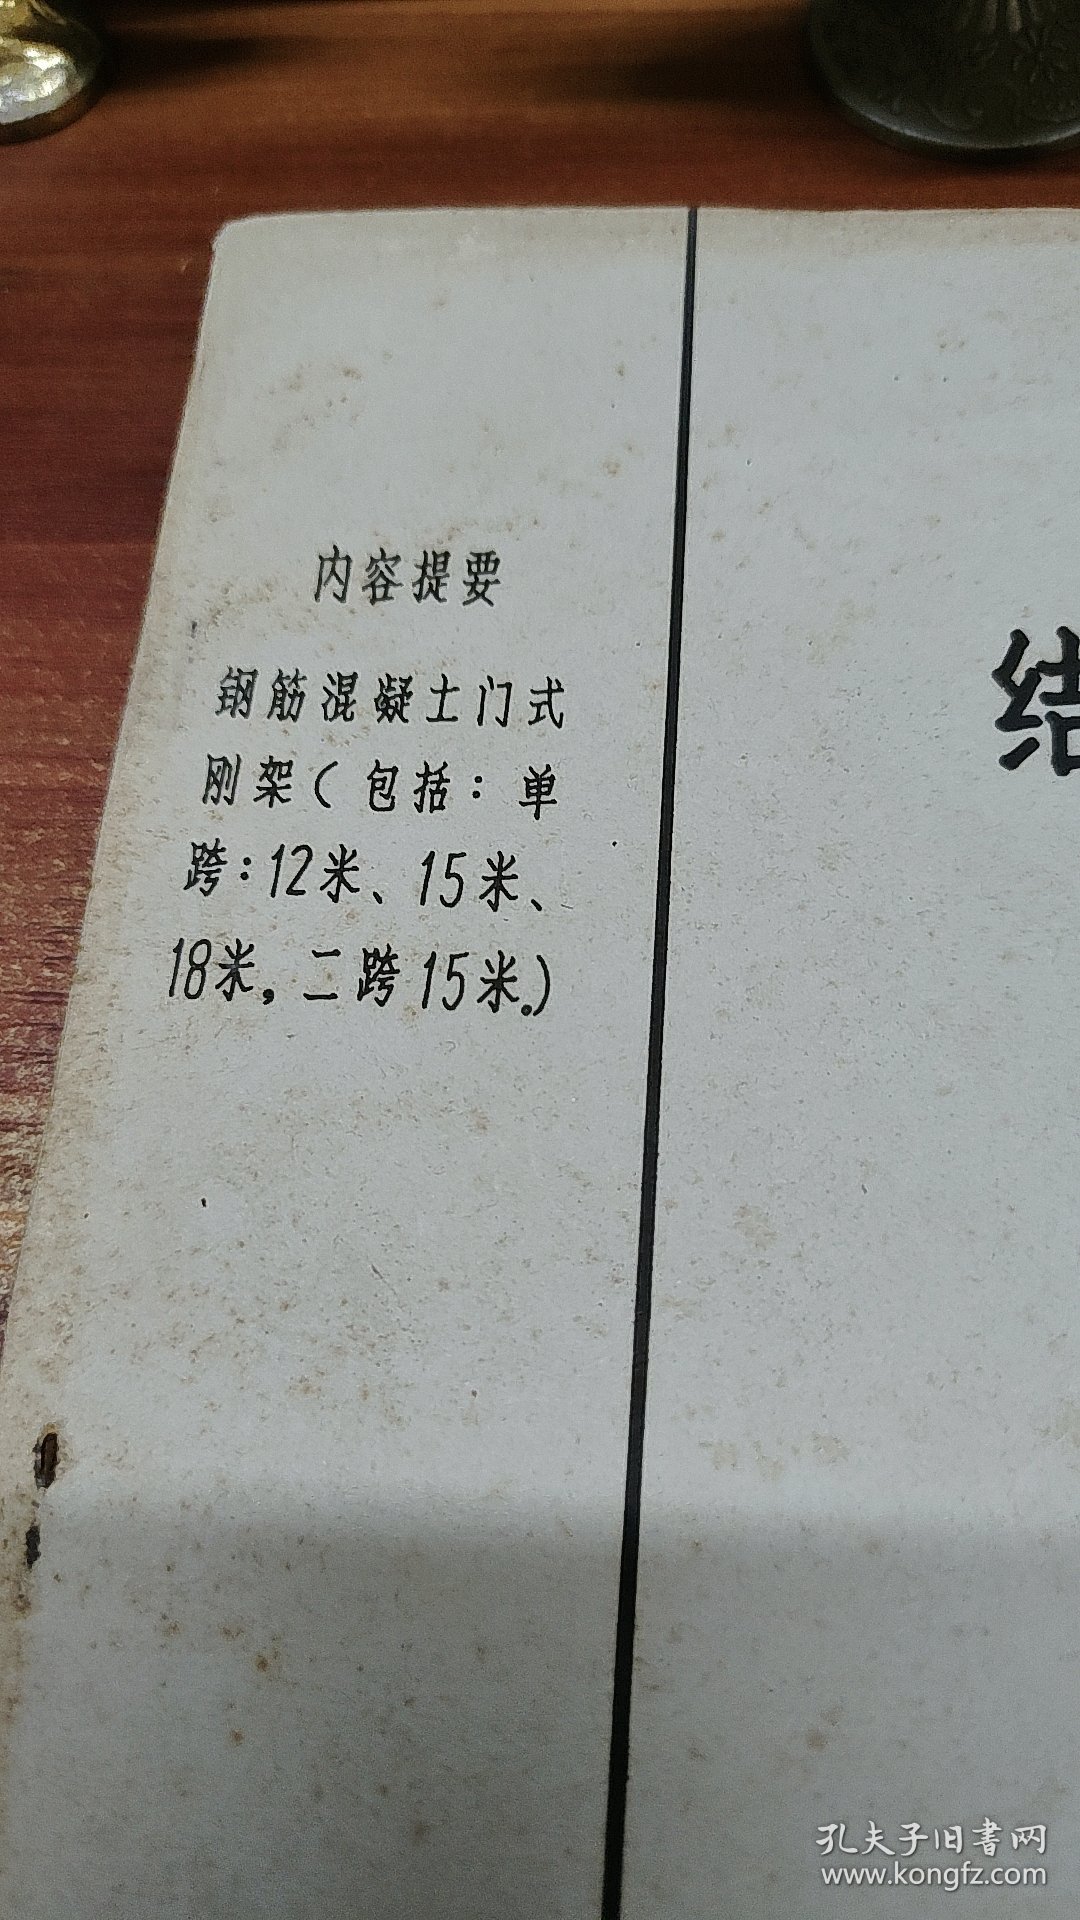 内容提要
钢筋混凝土门式
刚架(包括:单
跨:12米、15米、
18米,二跨15米。)
结
孔夫子旧書网
www.kongfz.com